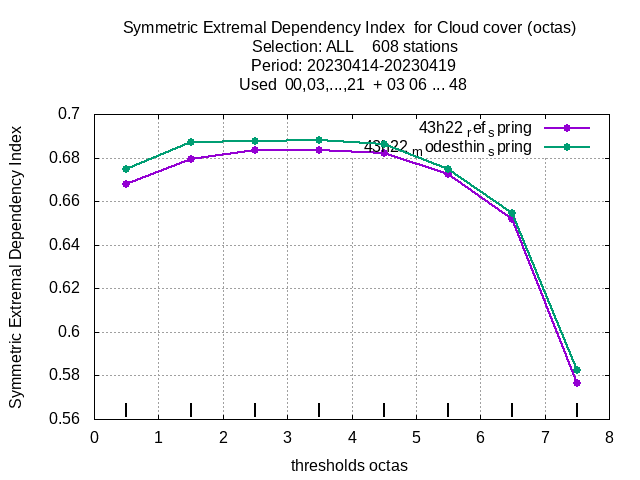 Symmetric Extremal Dependency Index  for Cloud cover (octas)
Selection: ALL    608 stations
Period: 20230414-20230419
Used  00,03,...,21  + 03 06 ... 48
Symmetric Extremal Dependency Index
0.7
0.68
0.66
0.64
0.62
0.6
0.58
0.56
43h22 ref spring
43h22 modesthin spring
0 1 2 3 4 5 6 7 8
thresholds octas